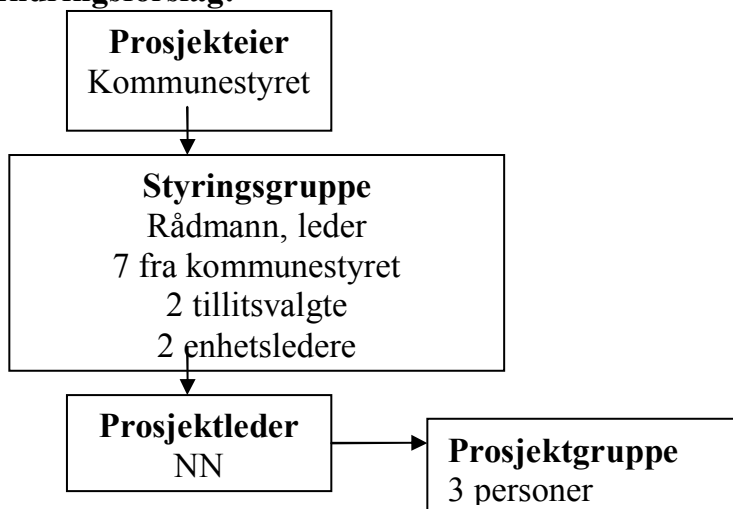 Prosjekteier
Kommunestyret
Styringsgruppe
Rådmann, leder
7 fra kommunestyret
2 tillitsvalgte
2 enhetsledere
Prosjektleder
NN
Prosjektgruppe
3 personer